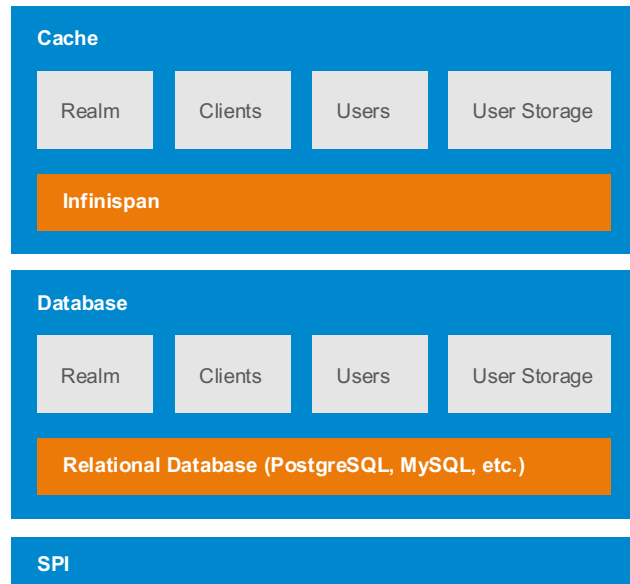 Cache
Realm Clients Users User Storage
Infinispan
Database
Realm Clients Users User Storage
Relational Database (PostgreSQL, MySQL, etc.)
SPI